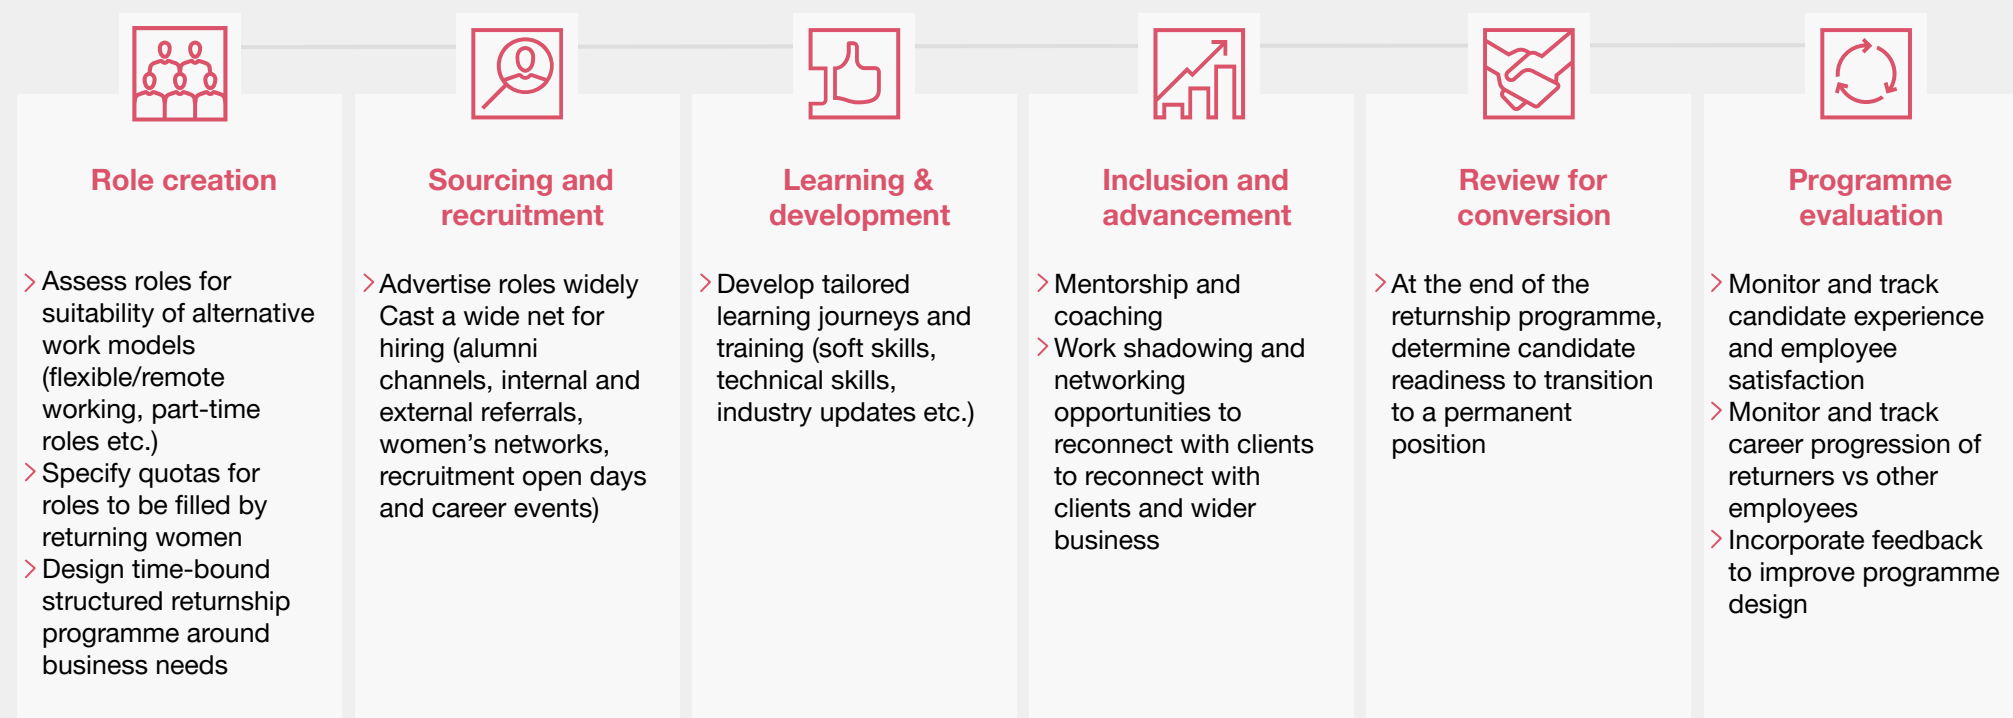 Role creation
Assess roles for
suitability of alternative
work models
(flexible/remote
working, part-time
roles etc.)
Specify quotas for
roles to be filled by
returning women
Design time-bound
structured returnship
programme around
business needs
Sourcing and
recruitment
Advertise roles widely
Cast a wide net for
hiring (alumni
channels, internal and
external referrals,
women's networks,
recruitment open days
and career events)
Learning &
development
Develop tailored
learning journeys and
training (soft skills,
technical skills,
industry updates etc.)
Inclusion and
advancement
Mentorship and
coaching
Work shadowing and
networking
opportunities to
reconnect with clients
to reconnect with
clients and wider
business
Review for
conversion
At the end of the
returnship programme,
determine candidate
readiness to transition
to a permanent
position
Programme
evaluation
Monitor and track
candidate experience
and employee
satisfaction
Monitor and track
career progression of
returners vs other
employees
Incorporate feedback
to improve programme
design